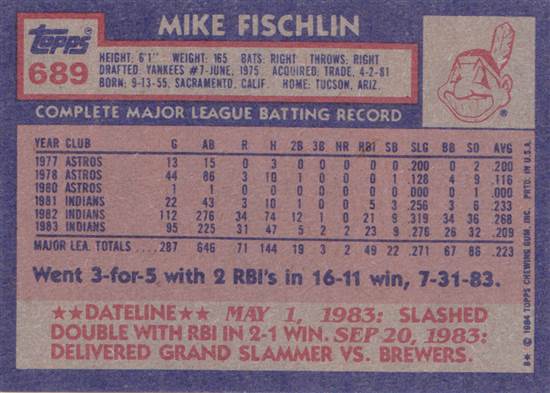 MIKE FISCHLIN
Topps
689
HEIGHT: 6'1" WEIGHT: 165 BATS: RIGHT THROWS: RIGHT
DRAFTED: YANKEES #7-JUNE, 1975 ACQUIRED: TRADE, 4-2-81
BORN: 9-13-55, SACRAMENTO, CALIF. HOME: TUCSON, ARIZ.
COMPLETE MAJOR LEAGUE BATTING RECORD
YEAR CLUB G AB R H 2B 3B HR RBI SB SLG BB SO AVG
1977 ASTROS 13 15 0 3 0 0 0 0 0 .200 0 2 .200
1978 ASTROS 44 86 3 10 1 0 0 0 1 .128 4 9 .116
1980 ASTROS 1 1 0 0 0 0 0 0 0 .000 0 0 .000
1981 INDIANS 22 43 3 10 1 0 0 5 3 .256 3 6 .233
1982 INDIANS 112 276 34 74 12 1 0 21 9 .319 34 36 .268
1983 INDIANS 95 225 31 47 5 2 2 23 9 .276 26 32 .209
MAJOR LEA. TOTALS 287 646 71 144 19 3 2 49 22 .271 67 86 .223
Went 3-for-5 with 2 RBI's in 16-11 win, 7-31-83.
★★DATELINE★★ MAY 1, 1983: SLASHED
DOUBLE WITH RBI IN 2-1 WIN. SEP 20, 1983:
DELIVERED GRAND SLAMMER VS. BREWERS.
®
B* © 1984 TOPPS CHEWING GUM, INC. PRTD. IN U.S.A.